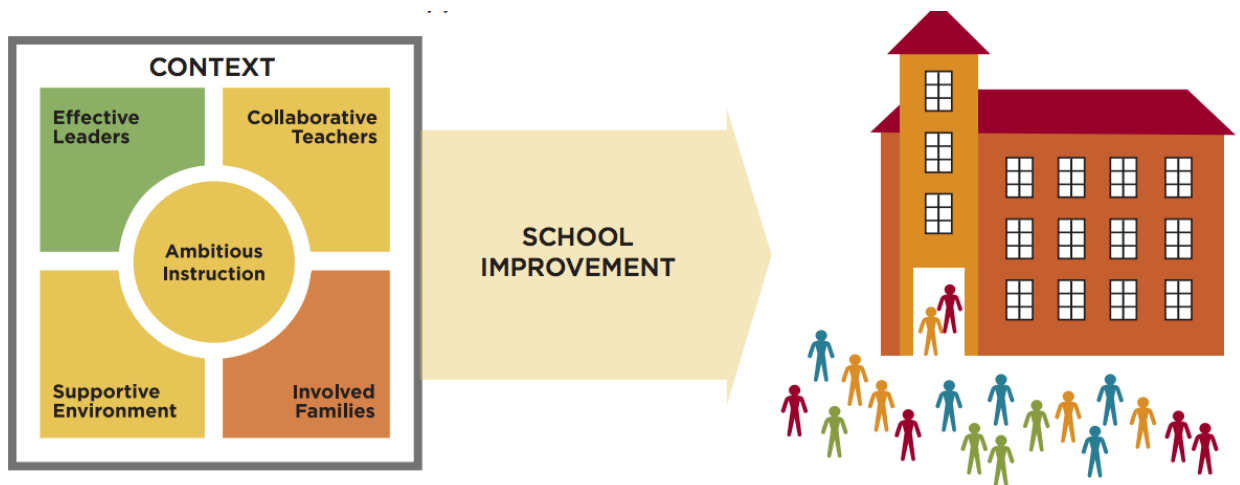 CONTEXT
Effective
Leaders
Collaborative
Teachers
Ambitious
Instruction
Supportive
Environment
Involved
Families
SCHOOL
IMPROVEMENT